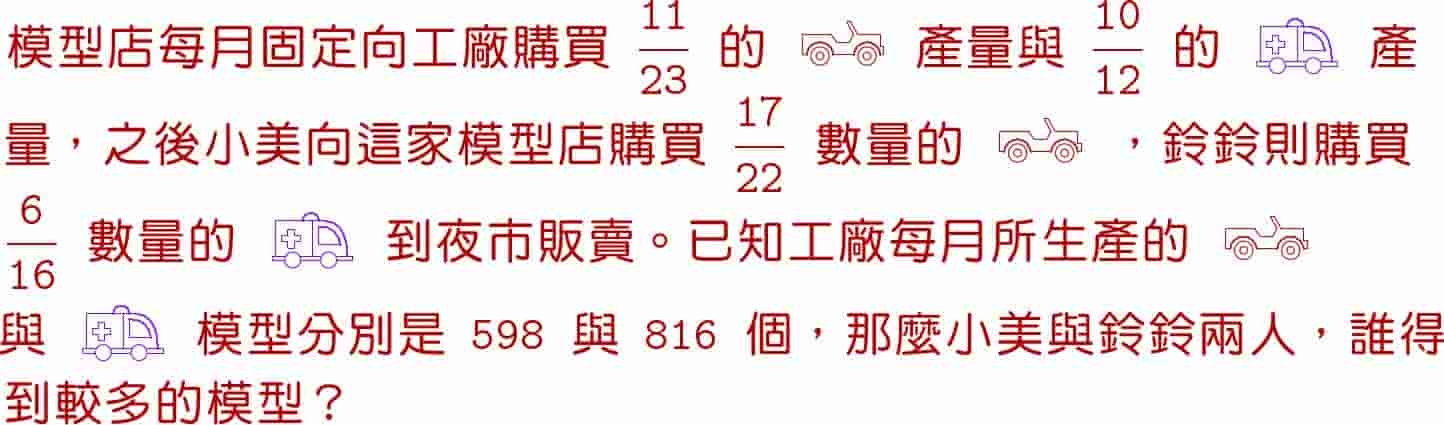 模型店每月固定向工廠購買 11/23 的 產量與 10/12 的 產
量，之後小美向這家模型店購買 17/22 數量的 ，鈴鈴則購買
6/16 數量的 到夜市販賣。已知工廠每月所生產的
與 模型分別是 598 與 816 個，那麼小美與鈴鈴兩人，誰得
到較多的模型？